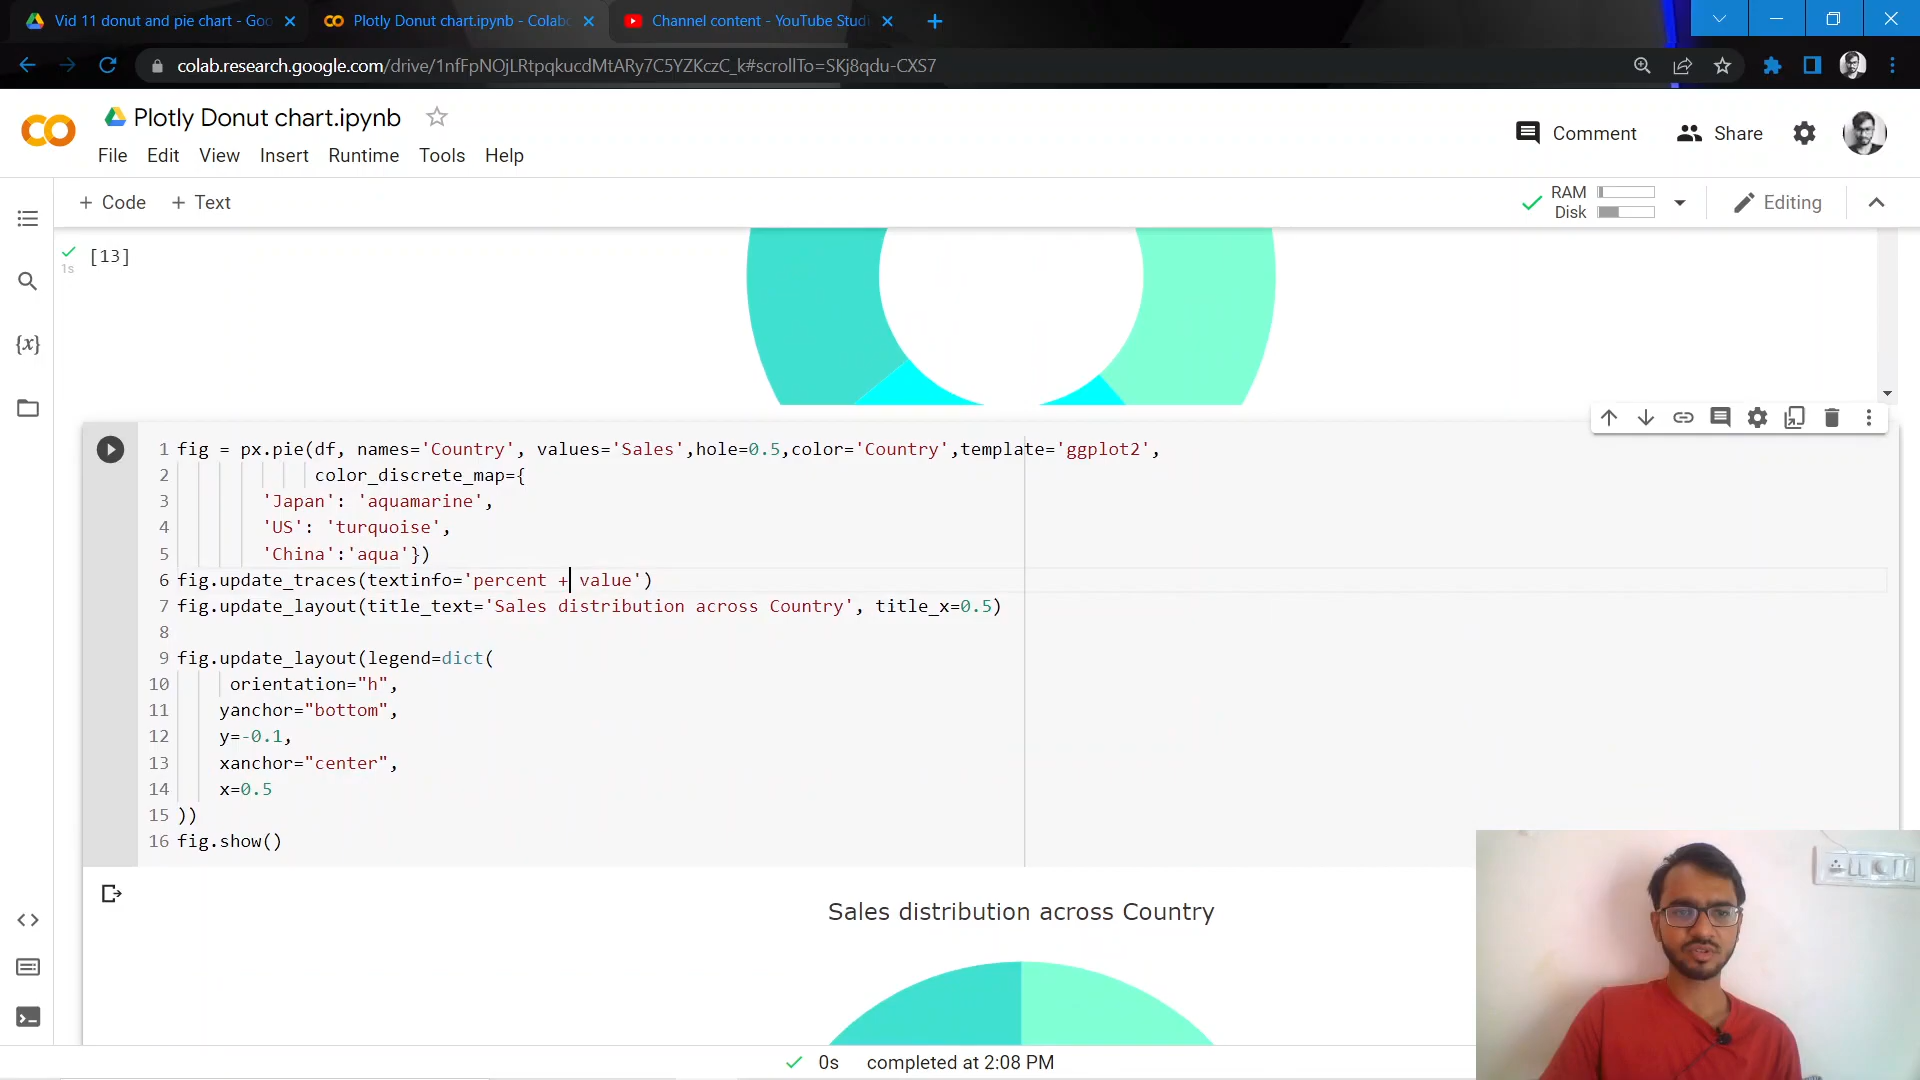 Vid 11 donut and pie chart - Goo
Plotly Donut chart.ipynb - Colab
Channel content - YouTube Stud
colab.research.google.com/drive/1nfFpNOjLRtpqkucdMtARy7C5YZKczC_k#scrollTo=SKj8qdu-CXS7
Plotly Donut chart.ipynb
File Edit View Insert Runtime Tools Help
Comment Share
+ Code + Text
RAM
Disk
Editing
[13]
1s
{x}
1 fig = px.pie(df, names='Country', values='Sales',hole=0.5,color='Country',template='ggplot2',
2 color_discrete_map={
3 'Japan': 'aquamarine',
4 'US': 'turquoise',
5 'China':'aqua'})
6 fig.update_traces(textinfo='percent + value')
7 fig.update_layout(title_text='Sales distribution across Country', title_x=0.5)
8
9 fig.update_layout(legend=dict(
10 orientation="h",
11 yanchor="bottom",
12 y=-0.1,
13 xanchor="center",
14 x=0.5
15 ))
16 fig.show()
Sales distribution across Country
0s completed at 2:08 PM